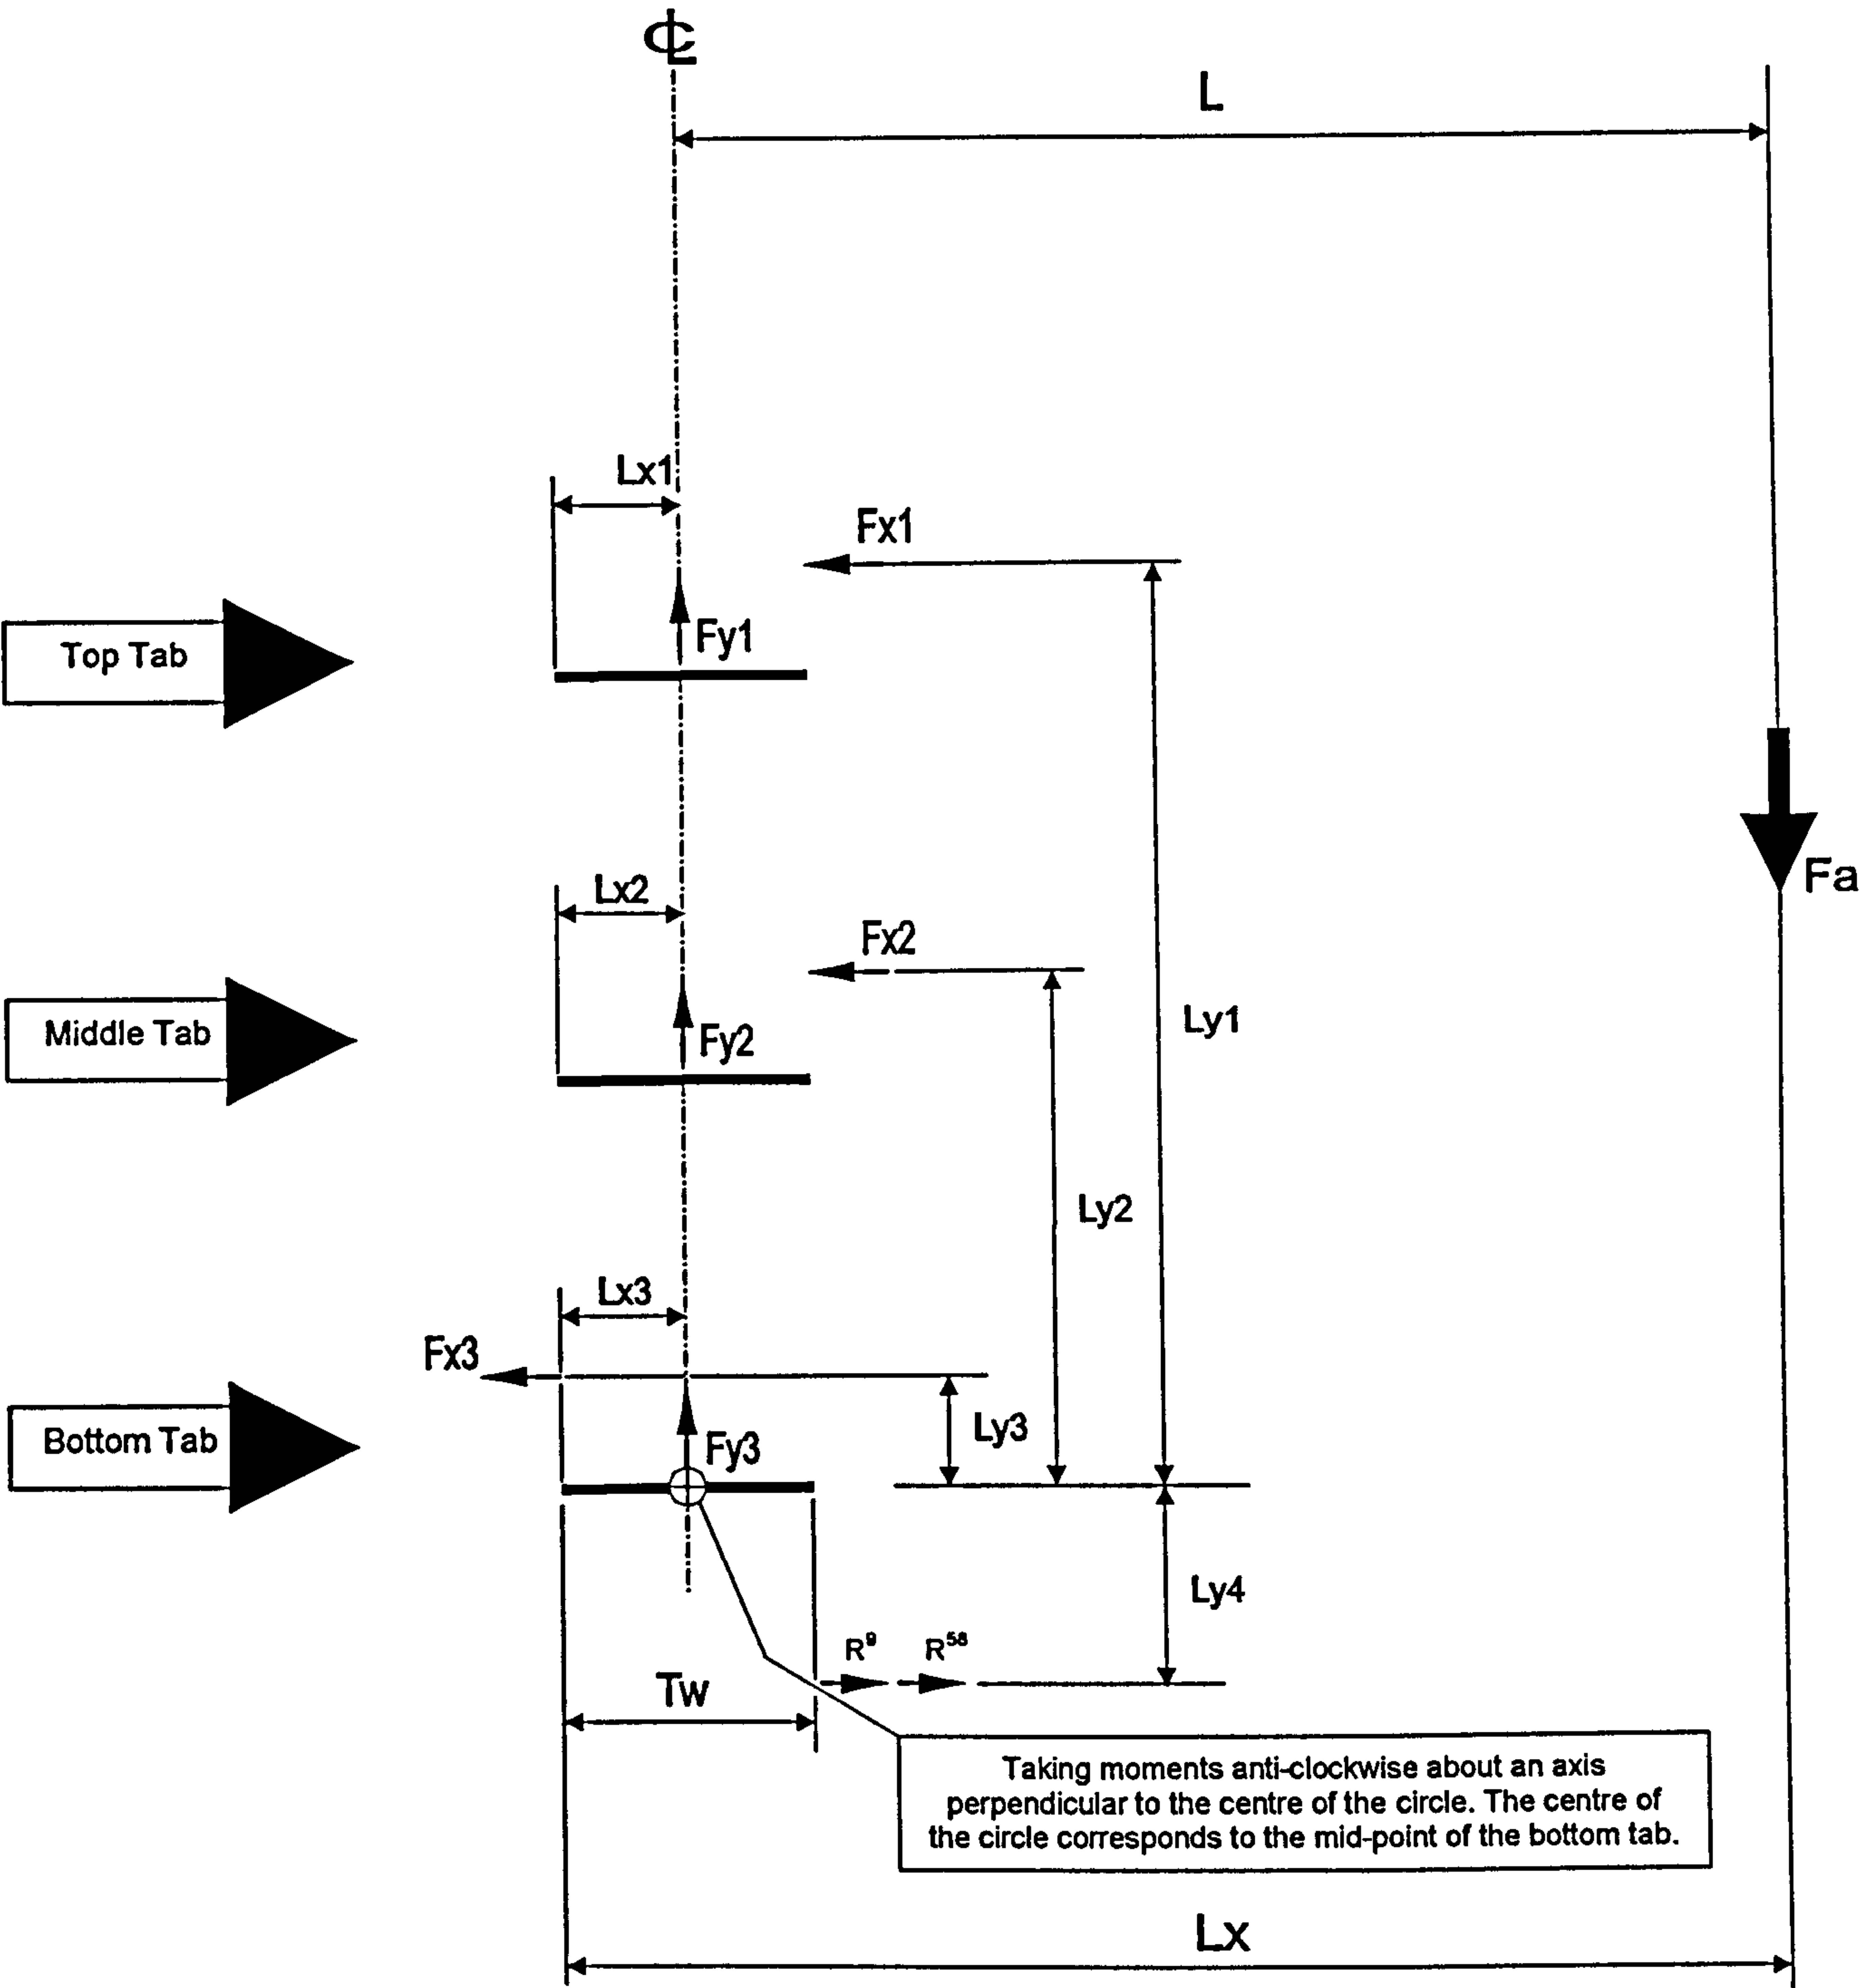 ℄
L
Lx1
Fx1
Fy1
Top Tab
Fa
Lx2
Fx2
Ly1
Middle Tab
Fy2
Ly2
Lx3
Fx3
Ly3
Bottom Tab
Fy3
Ly4
R⁹ R⁵⁸
Tw
Taking moments anti-clockwise about an axis
perpendicular to the centre of the circle. The centre of
the circle corresponds to the mid-point of the bottom tab.
Lx